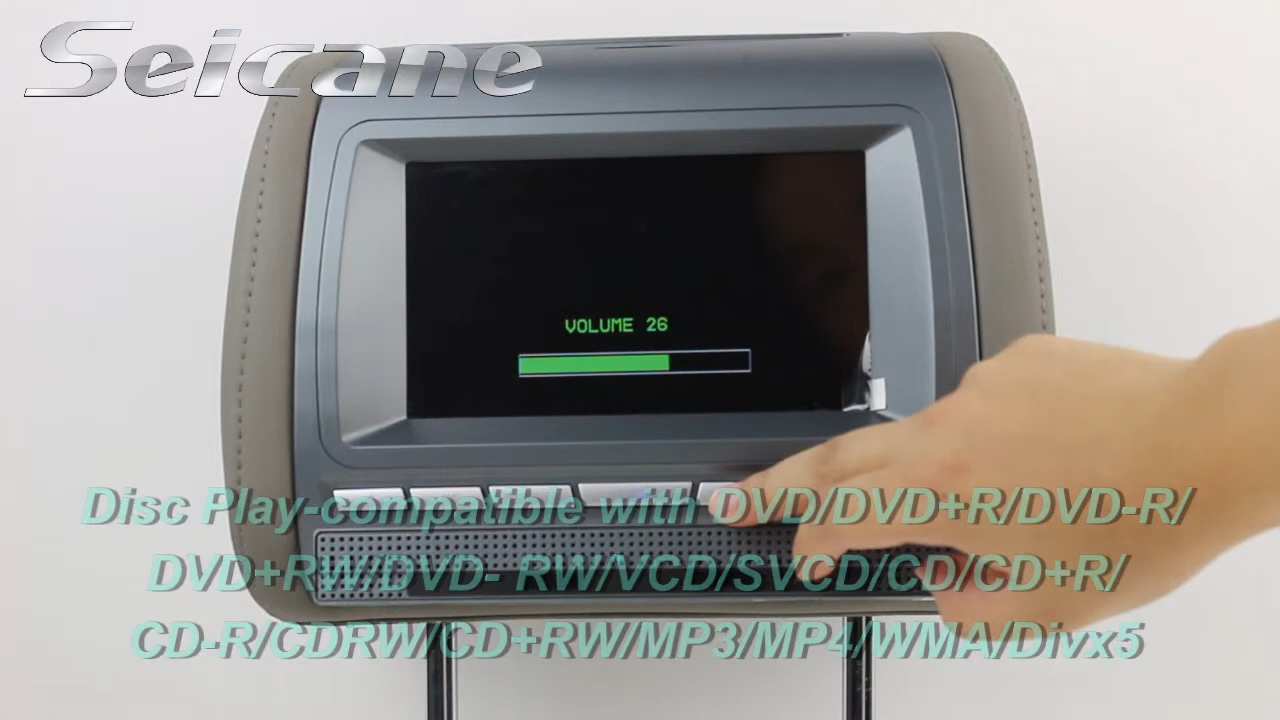 Seicane
VOLUME 26
Disc Play-compatible with DVD/DVD+R/DVD-R/
DVD+RW/DVD- RW/VCD/SVCD/CD/CD+R/
CD-R/CDRW/CD+RW/MP3/MP4/WMA/Divx5